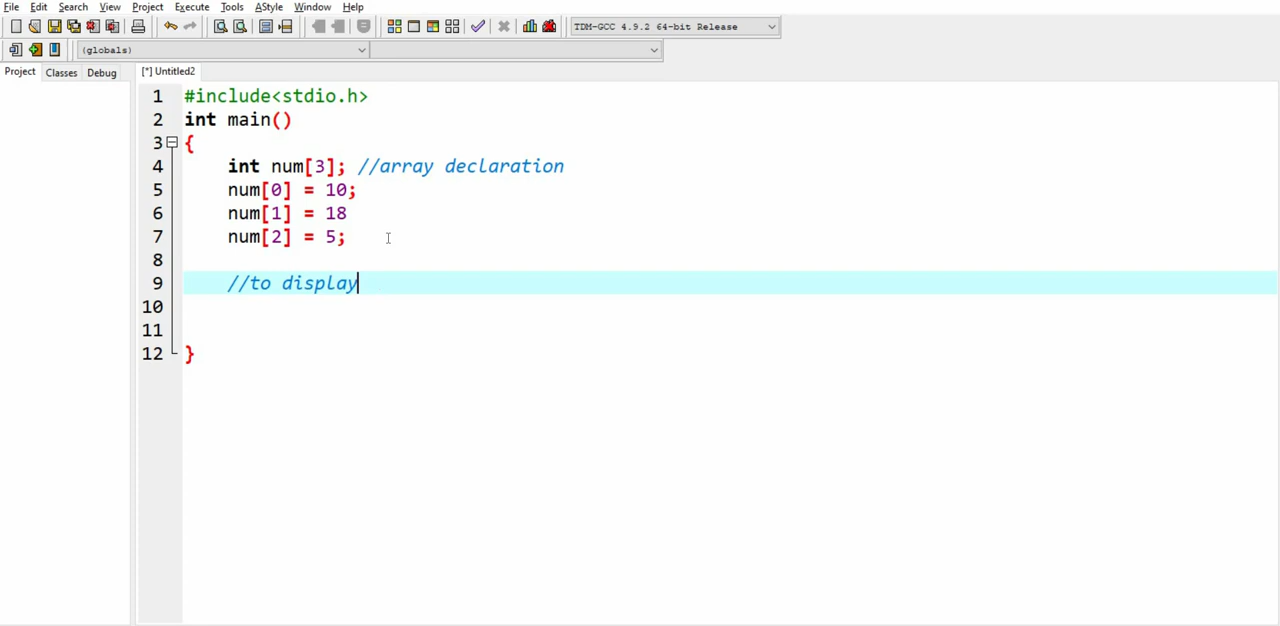 File Edit Search View Project Execute Tools AStyle Window Help
TDM-GCC 4.9.2 64-bit Release
(globals)
Project Classes Debug [*] Untitled2
1 #include<stdio.h>
2 int main()
3 {
4 int num[3]; //array declaration
5 num[0] = 10;
6 num[1] = 18
7 num[2] = 5;
8
9 //to display
10
11
12 }